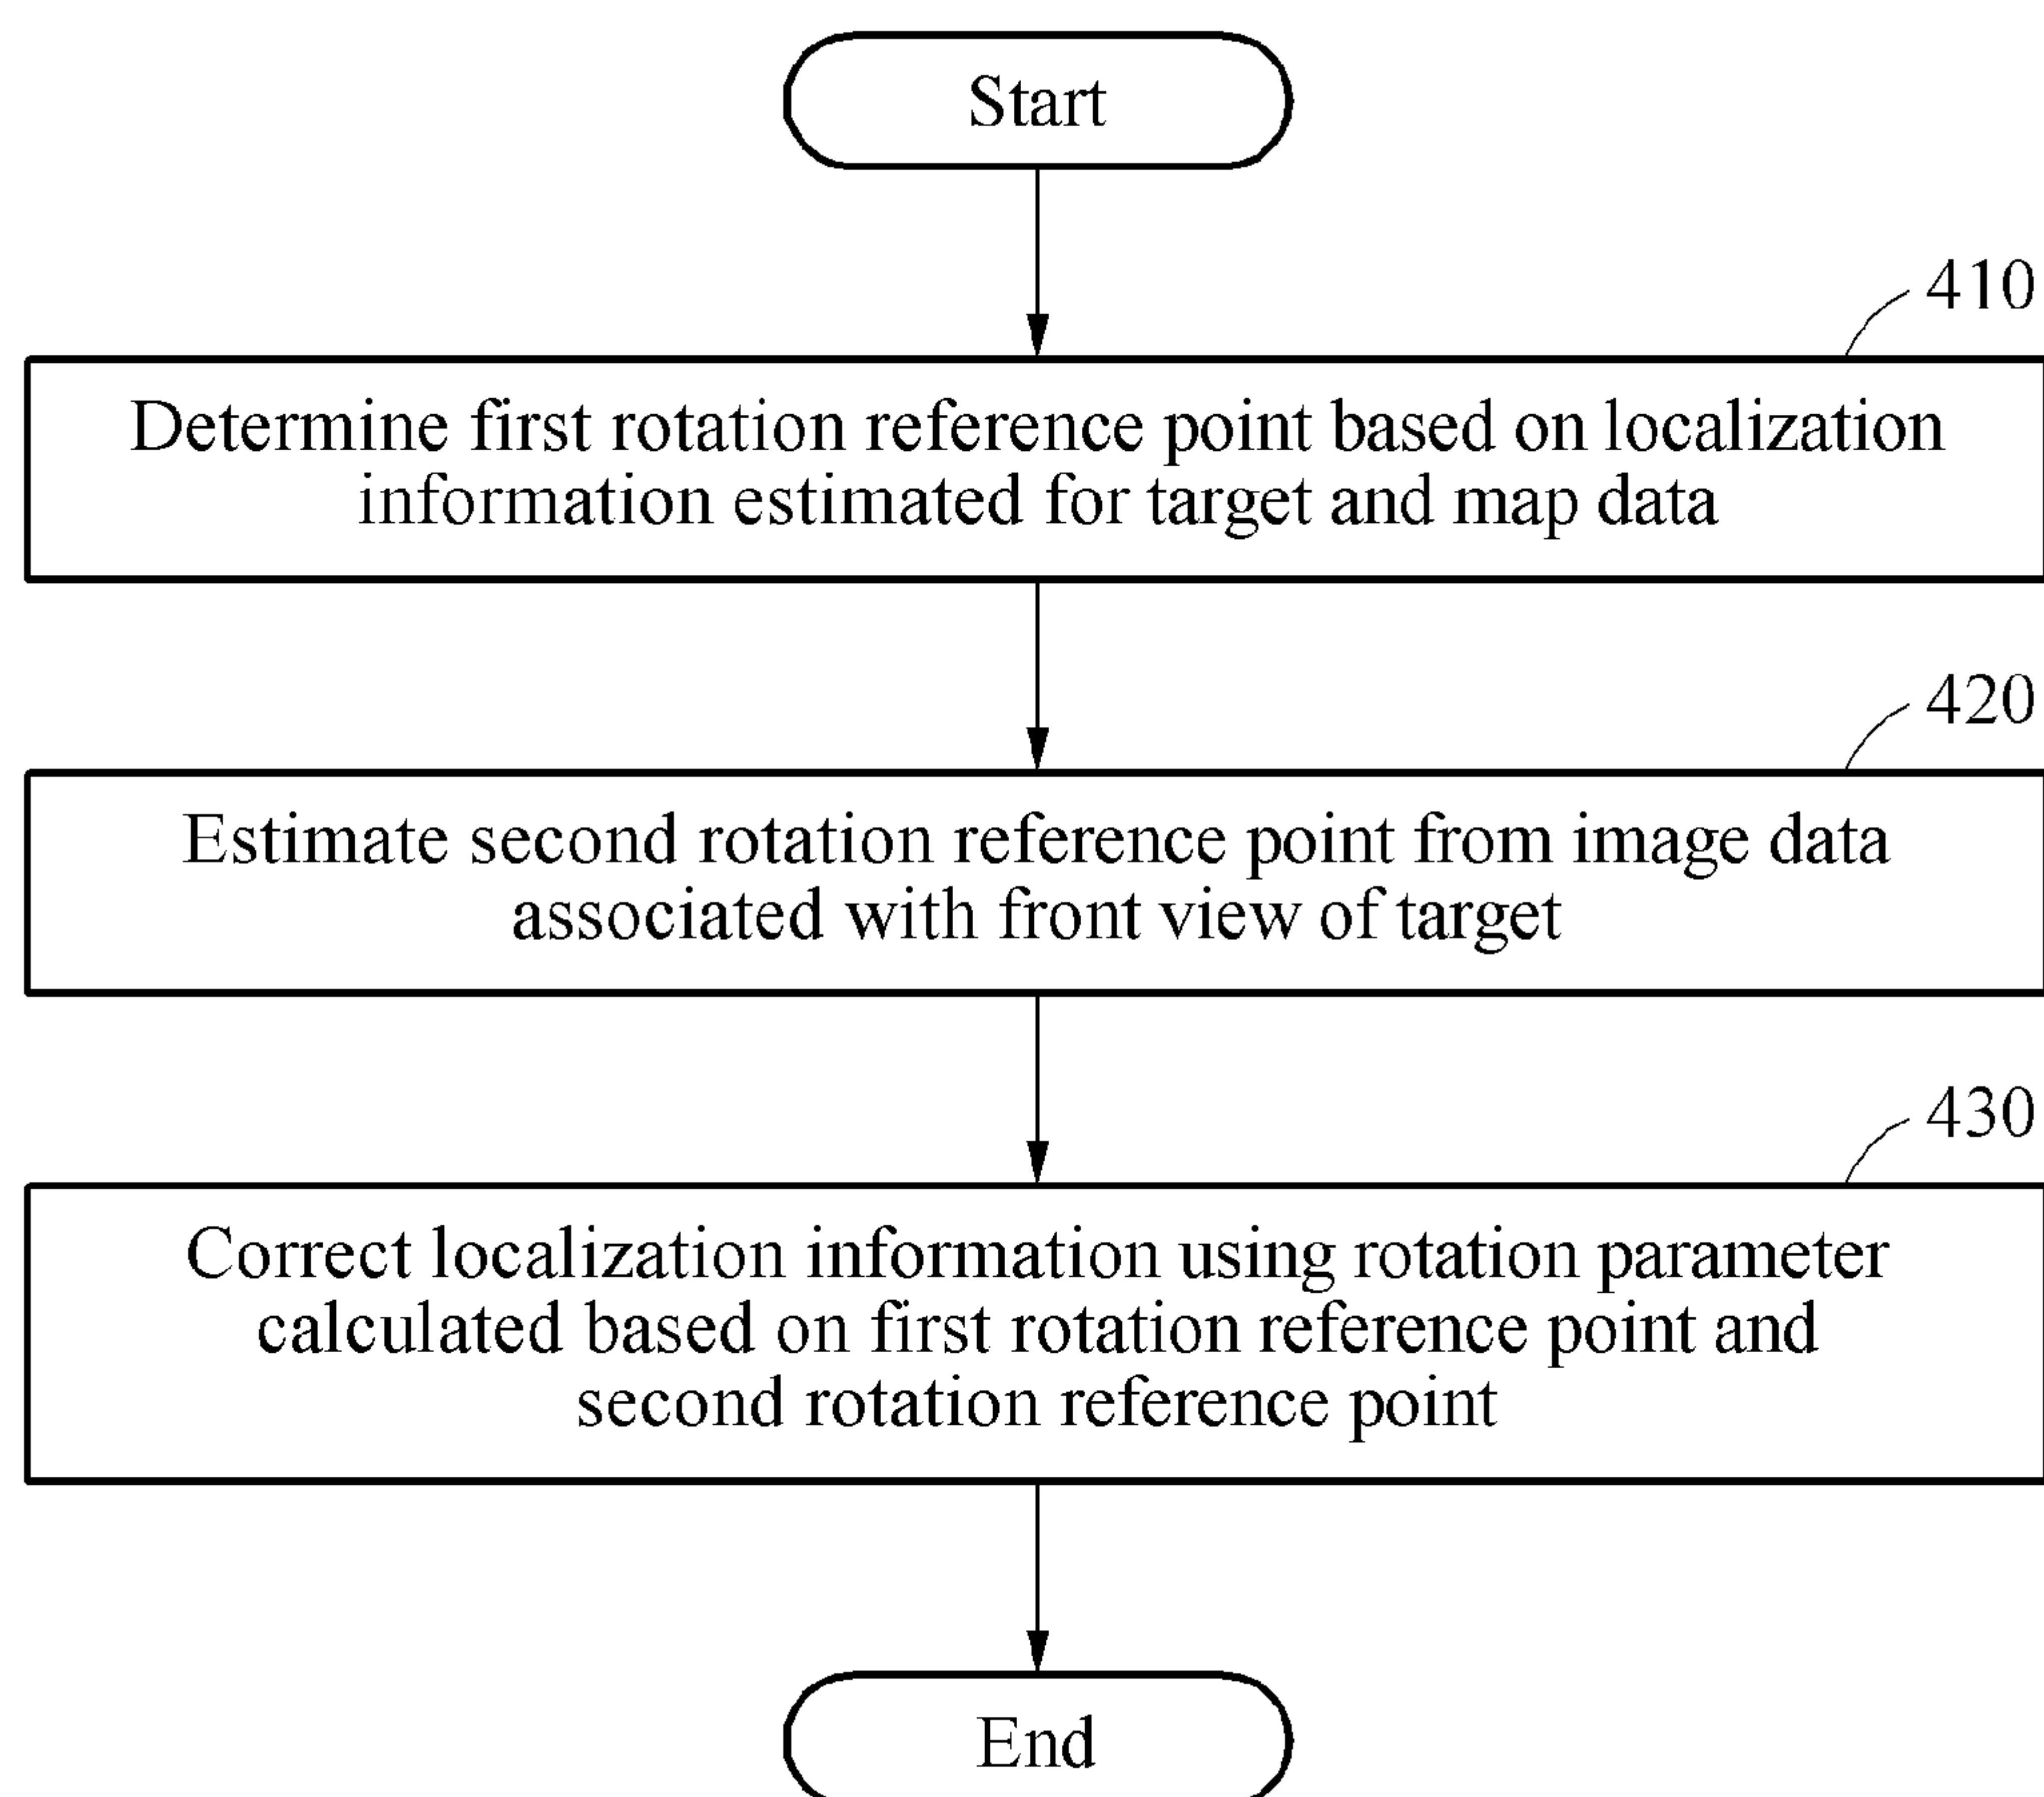 Start
410
Determine first rotation reference point based on localization
information estimated for target and map data
420
Estimate second rotation reference point from image data
associated with front view of target
430
Correct localization information using rotation parameter
calculated based on first rotation reference point and
second rotation reference point
End